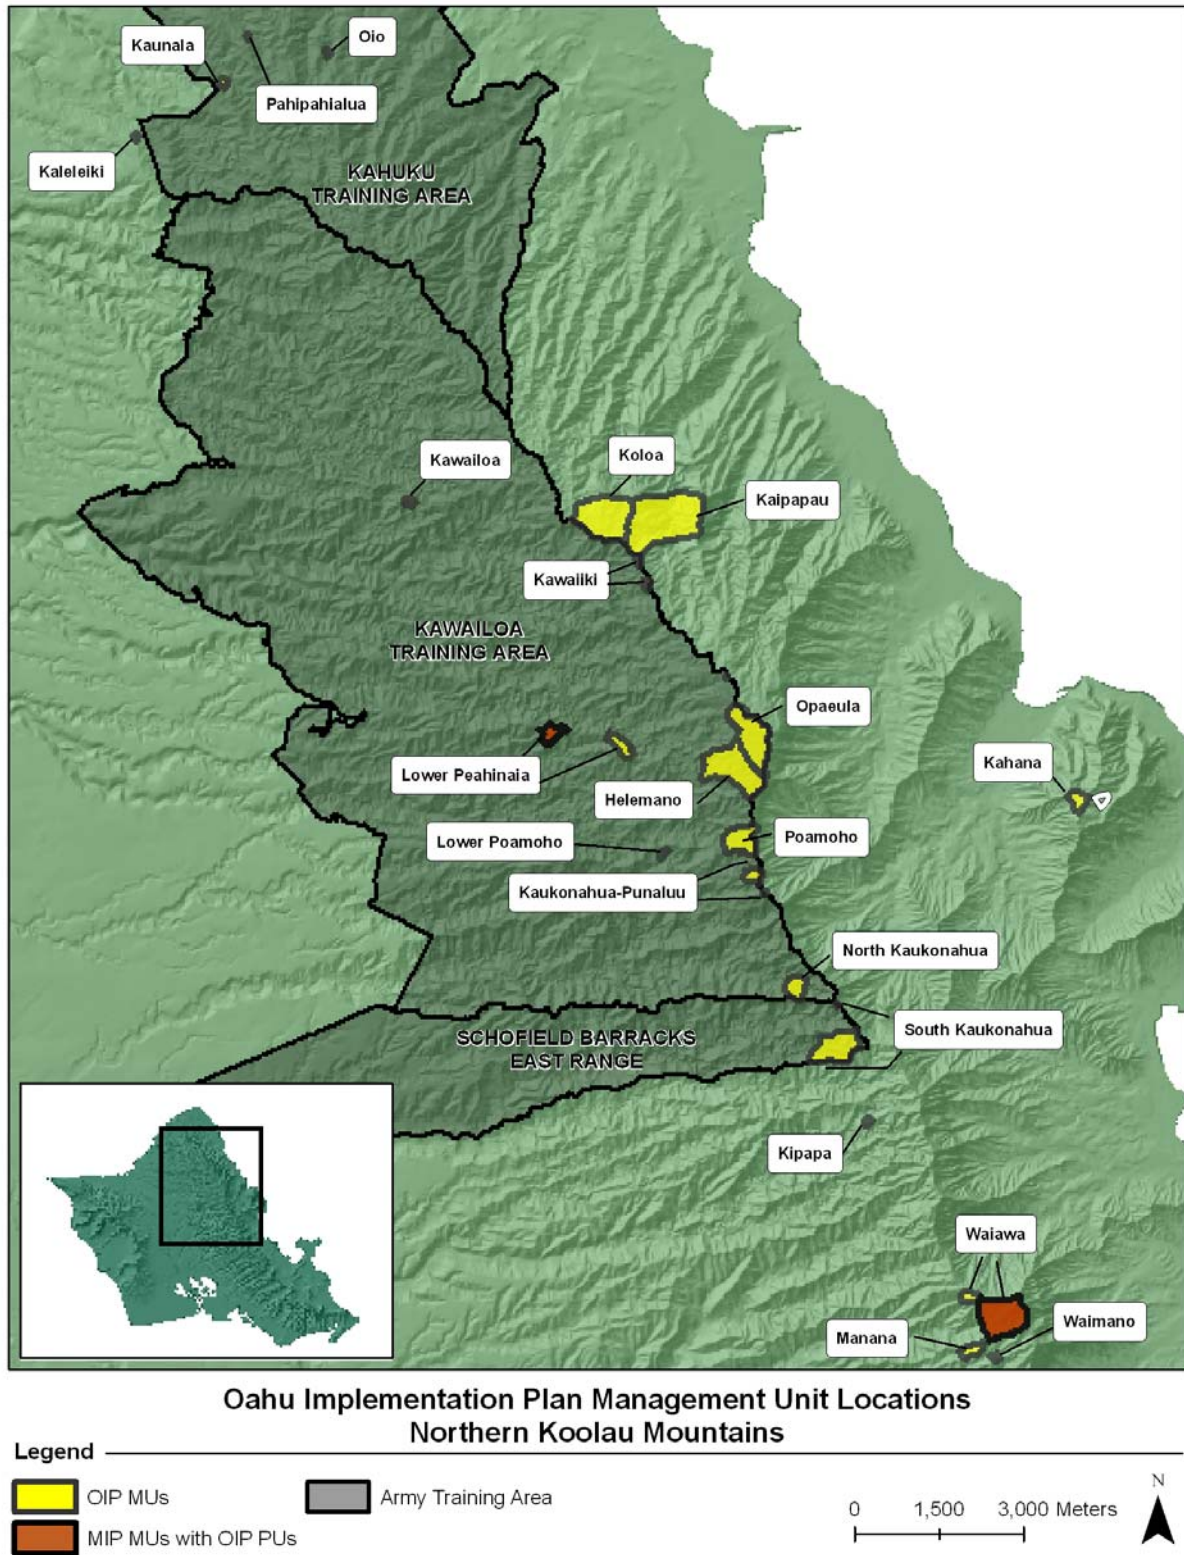 Kaunala
Oio
Pahipahialua
Kaleleiki
KAHUKU
TRAINING AREA
Kawailoa
Koloa
Kaipapau
Kawaiiki
KAWAILOA
TRAINING AREA
Opaeula
Lower Peahinaia
Helemano
Kahana
Lower Poamoho
Poamoho
Kaukonahua-Punaluu
North Kaukonahua
South Kaukonahua
SCHOFIELD BARRACKS
EAST RANGE
Kipapa
Waiawa
Manana
Waimano
Oahu Implementation Plan Management Unit Locations
Northern Koolau Mountains
Legend
OIP MUs
Army Training Area
MIP MUs with OIP PUs
0 1,500 3,000 Meters
N